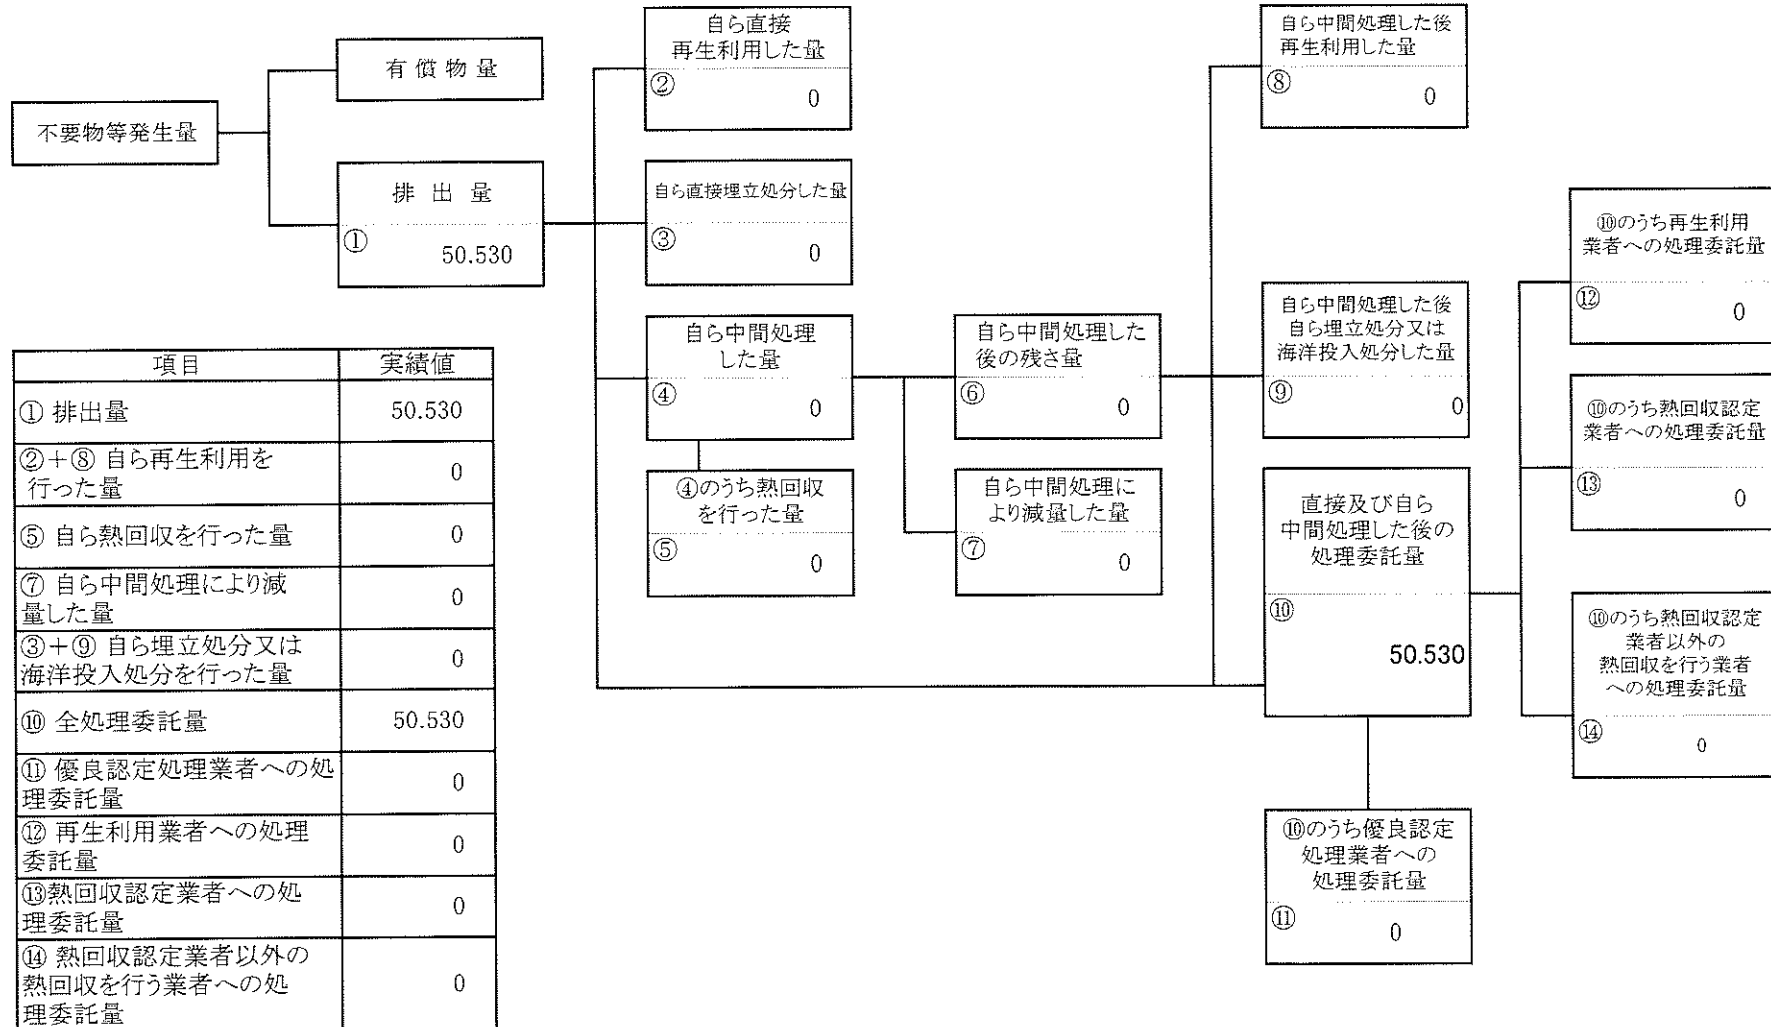 不要物等発生量
有償物量
排出量
①
50.530
自ら直接
再生利用した量
②
0
自ら直接埋立処分した量
③
0
自ら中間処理
した量
④
0
④のうち熱回収
を行った量
⑤
0
自ら中間処理した
後の残さ量
⑥
0
自ら中間処理に
より減量した量
⑦
0
自ら中間処理した後
再生利用した量
⑧
0
自ら中間処理した後
自ら埋立処分又は
海洋投入処分した量
⑨
0
直接及び自ら
中間処理した後の
処理委託量
⑩
50.530
⑩のうち優良認定
処理業者への
処理委託量
⑪
0
⑩のうち再生利用
業者への処理委託量
⑫
0
⑩のうち熱回収認定
業者への処理委託量
⑬
0
⑩のうち熱回収認定
業者以外の
熱回収を行う業者
への処理委託量
⑭
0
項目 実績値
① 排出量 50.530
②+⑧ 自ら再生利用を
行った量 0
⑤ 自ら熱回収を行った量 0
⑦ 自ら中間処理により減
量した量 0
③+⑨ 自ら埋立処分又は
海洋投入処分を行った量 0
⑩ 全処理委託量 50.530
⑪ 優良認定処理業者への処
理委託量 0
⑫ 再生利用業者への処理
委託量 0
⑬熱回収認定業者への処
理委託量 0
⑭ 熱回収認定業者以外の
熱回収を行う業者への処
理委託量 0